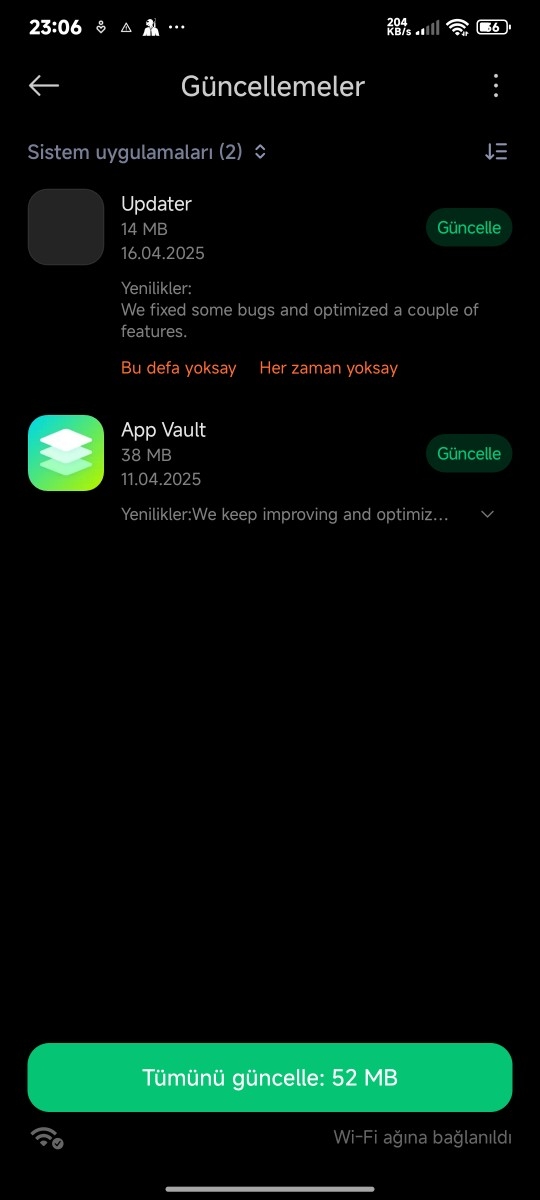 23:06
204
KB/s
66
Güncellemeler
Sistem uygulamaları (2)
Updater
14 MB
16.04.2025
Güncelle
Yenilikler:
We fixed some bugs and optimized a couple of
features.
Bu defa yoksay Her zaman yoksay
App Vault
38 MB
11.04.2025
Güncelle
Yenilikler:We keep improving and optimiz...
Tümünü güncelle: 52 MB
Wi-Fi ağına bağlanıldı